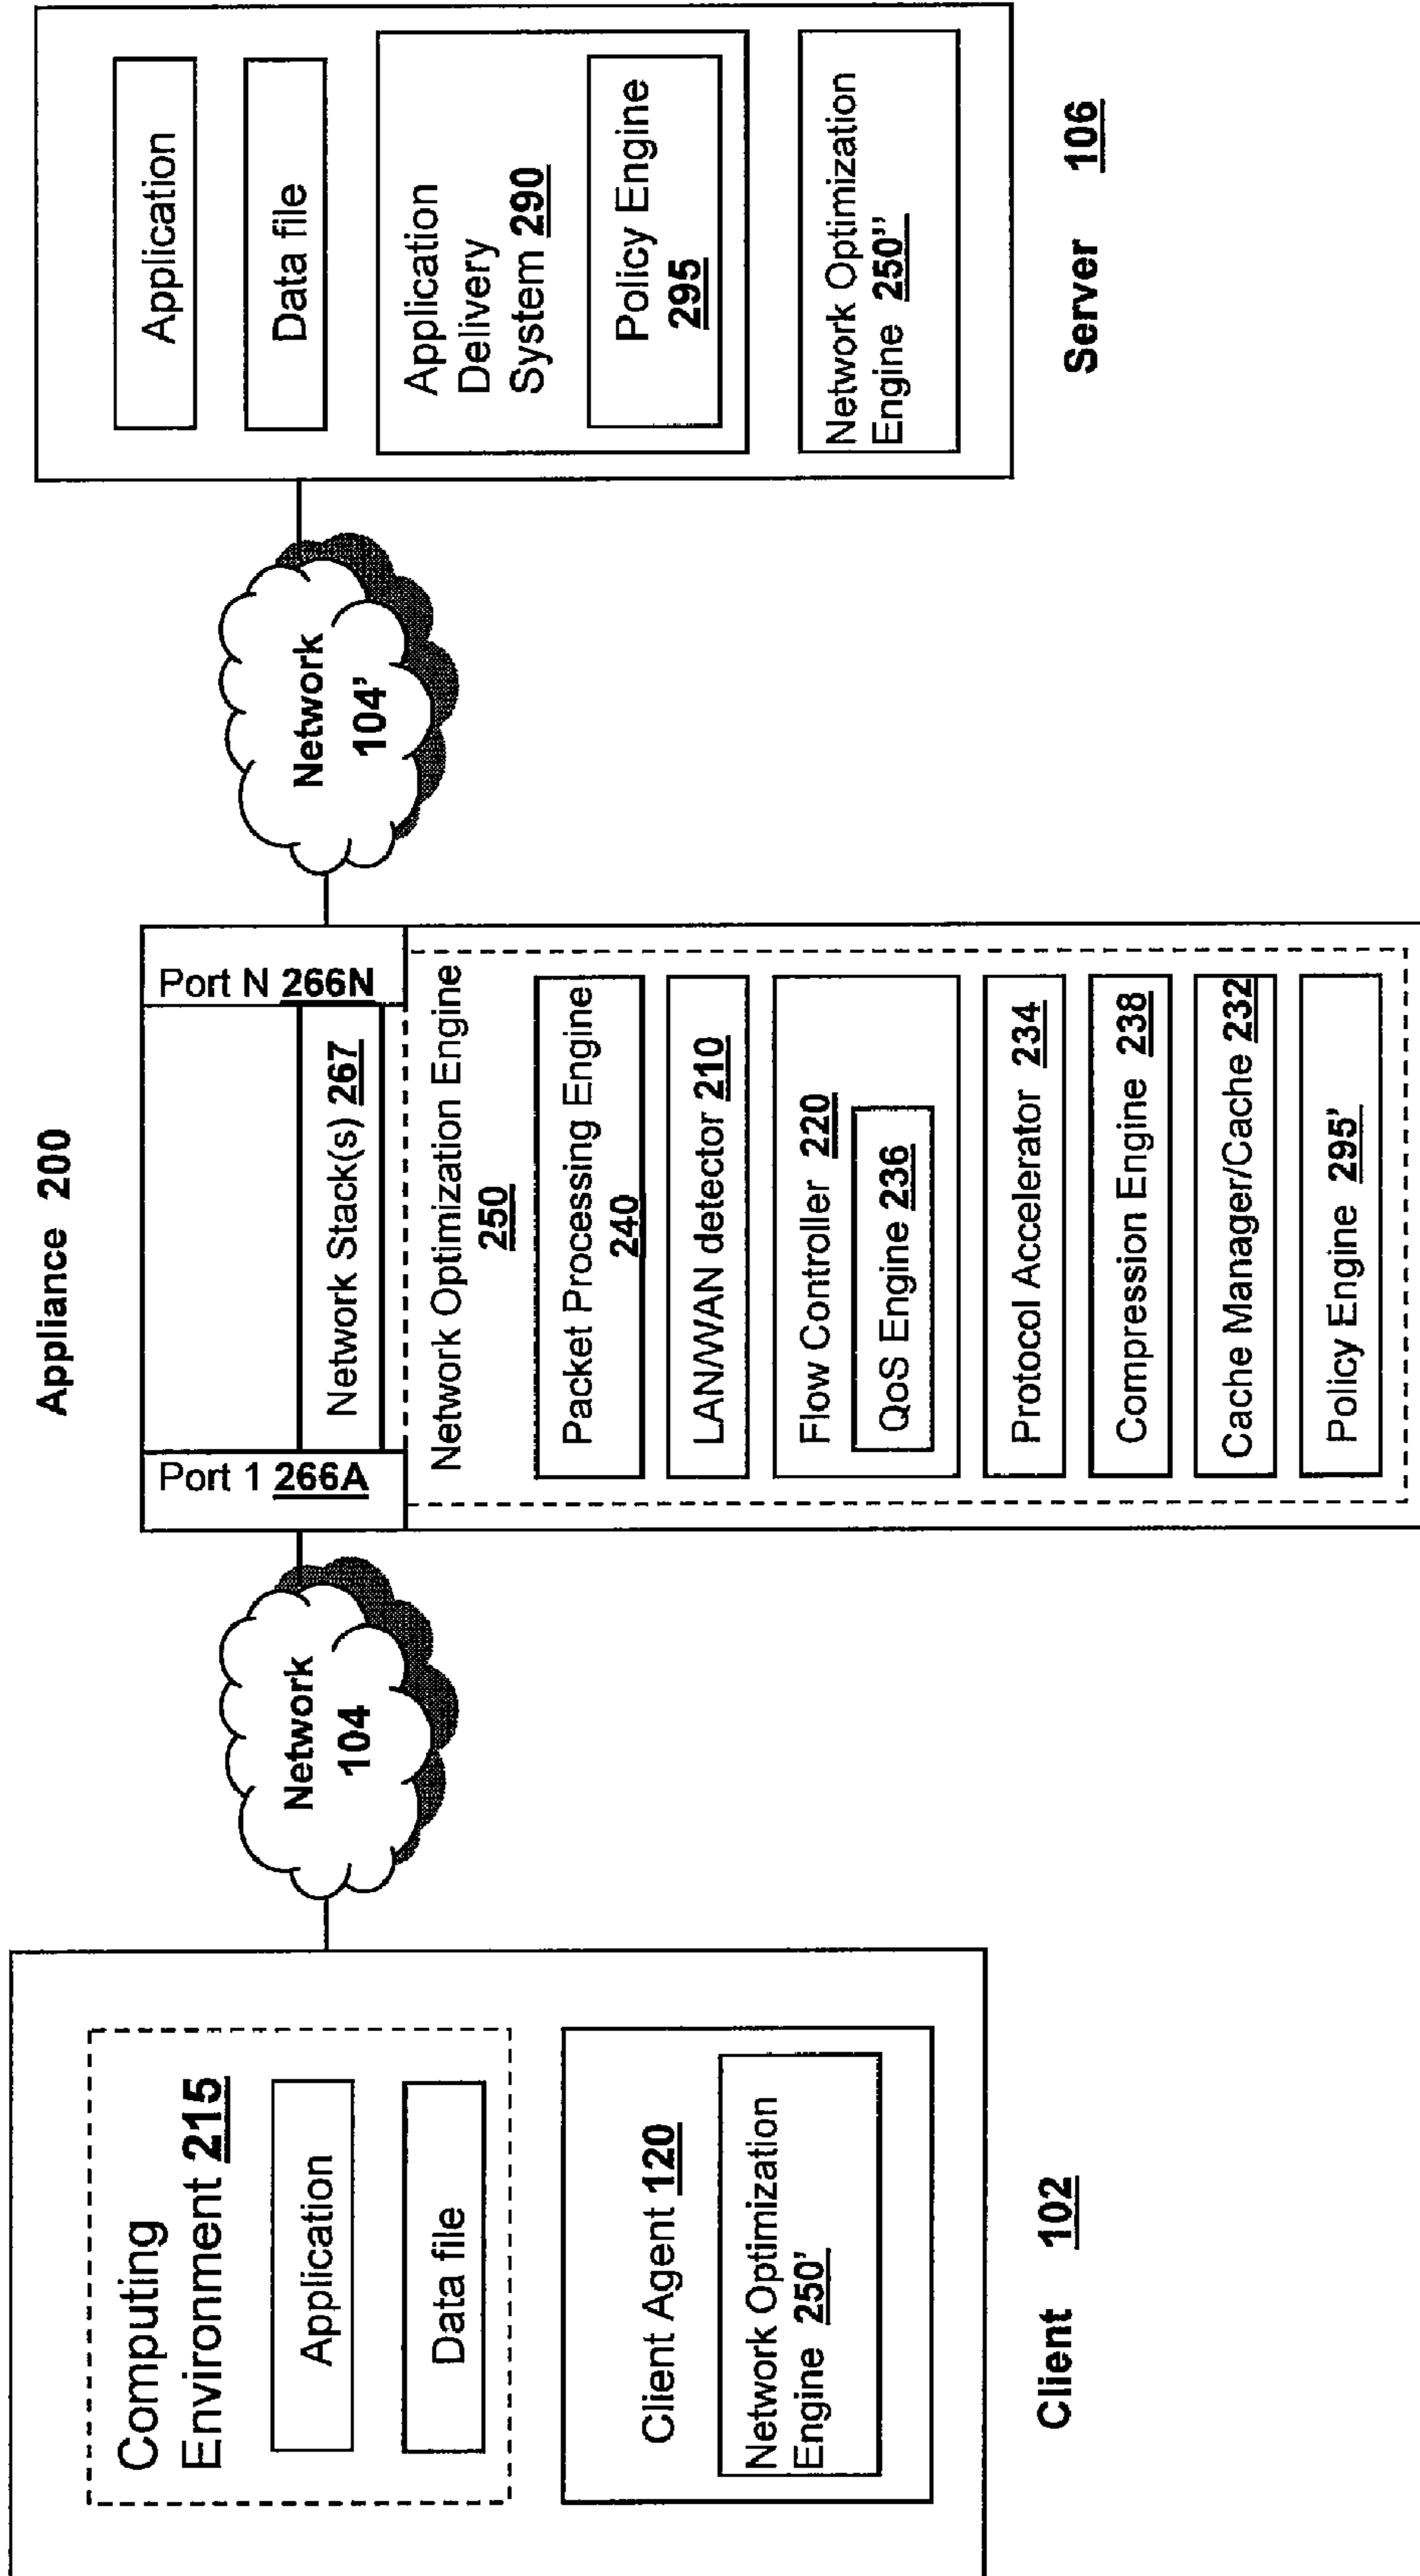 Computing
Environment 215
Application
Data file
Client Agent 120
Network Optimization
Engine 250'
Client 102
Network
104
Appliance 200
Port 1 266A
Port N 266N
Network Stack(s) 267
Network Optimization Engine
250
Packet Processing Engine
240
LAN/WAN detector 210
Flow Controller 220
QoS Engine 236
Protocol Accelerator 234
Compression Engine 238
Cache Manager/Cache 232
Policy Engine 295'
Network
104'
Application
Data file
Application
Delivery
System 290
Policy Engine
295
Network Optimization
Engine 250''
Server 106